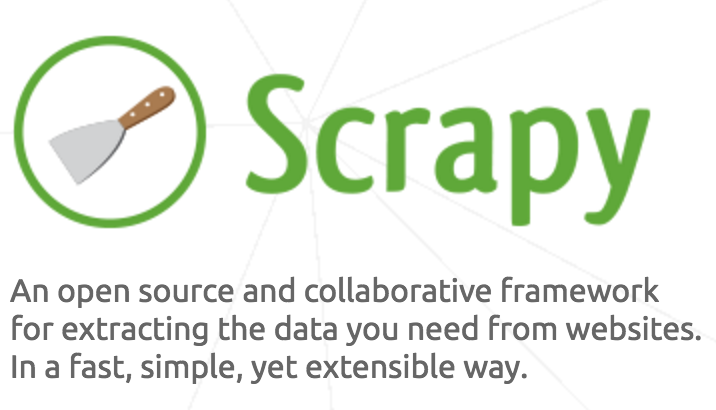 Scrapy
An open source and collaborative framework
for extracting the data you need from websites.
In a fast, simple, yet extensible way.